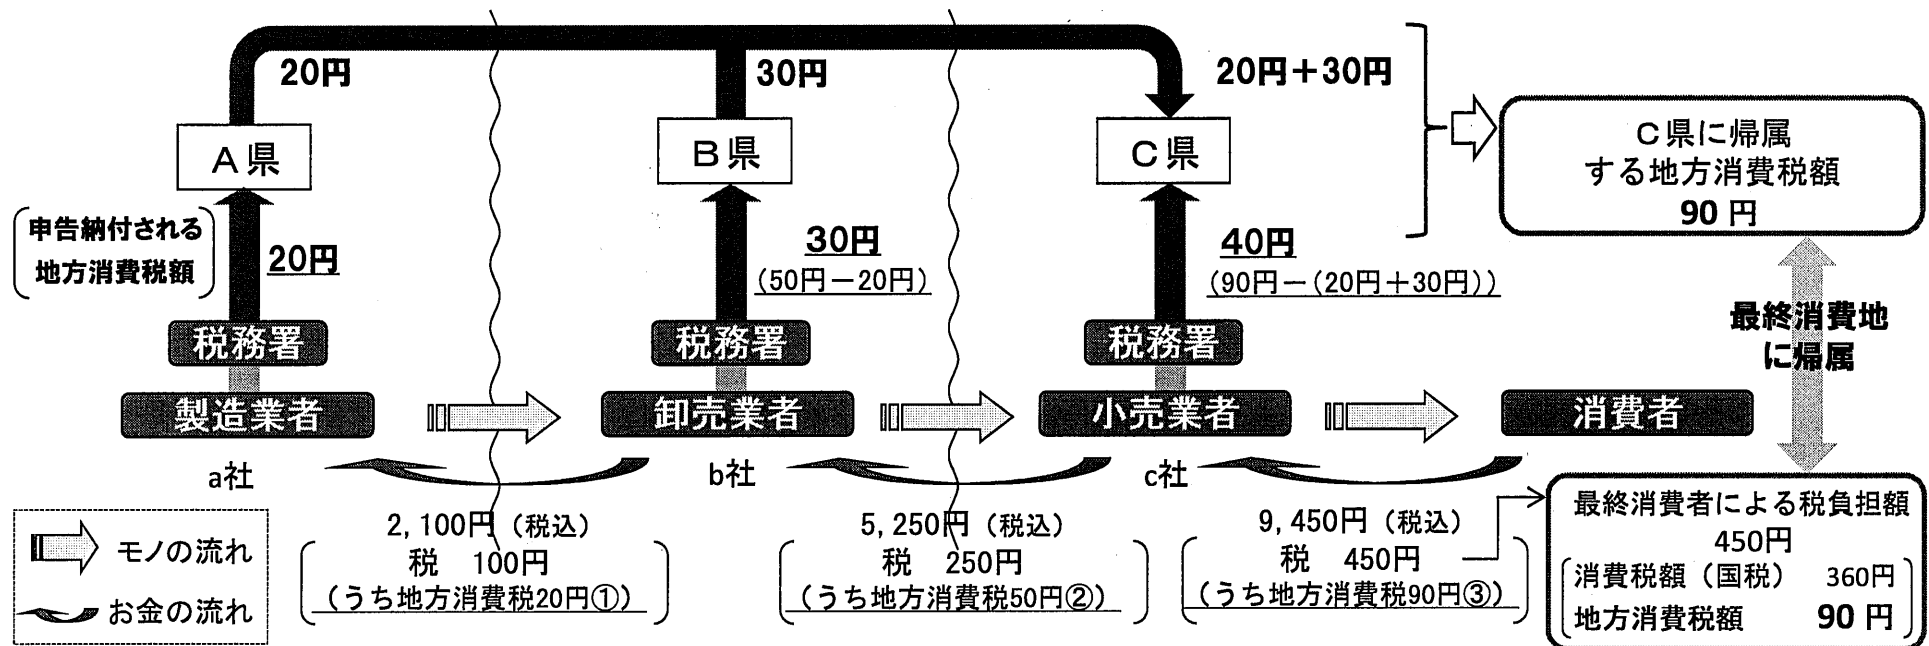 20円
30円
20円＋30円
A県
B県
C県
C県に帰属
する地方消費税額
90 円
申告納付される
地方消費税額
20円
30円
(50円－20円)
40円
(90円－(20円＋30円))
最終消費地
に帰属
税務署
税務署
税務署
製造業者
卸売業者
小売業者
消費者
a社
b社
c社
モノの流れ
お金の流れ
2,100円（税込）
税 100円
(うち地方消費税20円①)
5,250円（税込）
税 250円
(うち地方消費税50円②)
9,450円（税込）
税 450円
(うち地方消費税90円③)
最終消費者による税負担額
450円
消費税額（国税） 360円
地方消費税額 90 円